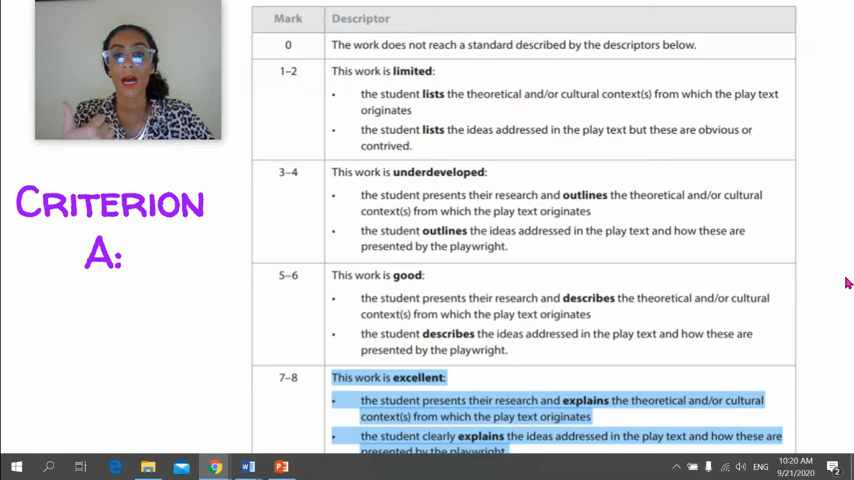 Mark Descriptor
0 The work does not reach a standard described by the descriptors below.
1–2 This work is limited:
• the student lists the theoretical and/or cultural context(s) from which the play text
originates
• the student lists the ideas addressed in the play text but these are obvious or
contrived.
3–4 This work is underdeveloped:
• the student presents their research and outlines the theoretical and/or cultural
context(s) from which the play text originates
• the student outlines the ideas addressed in the play text and how these are
presented by the playwright.
5–6 This work is good:
• the student presents their research and describes the theoretical and/or cultural
context(s) from which the play text originates
• the student describes the ideas addressed in the play text and how these are
presented by the playwright.
7–8 This work is excellent:
• the student presents their research and explains the theoretical and/or cultural
context(s) from which the play text originates
• the student clearly explains the ideas addressed in the play text and how these are
presented by the playwright
CRITERION
A:
ENG
10:20 AM
9/21/2020
2